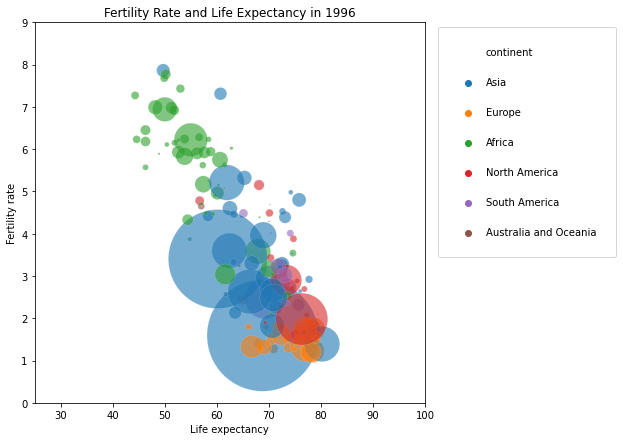 Fertility Rate and Life Expectancy in 1996
9
8
7
6
5
4
3
2
1
0
Fertility rate
30 40 50 60 70 80 90 100
Life expectancy
continent
Asia
Europe
Africa
North America
South America
Australia and Oceania